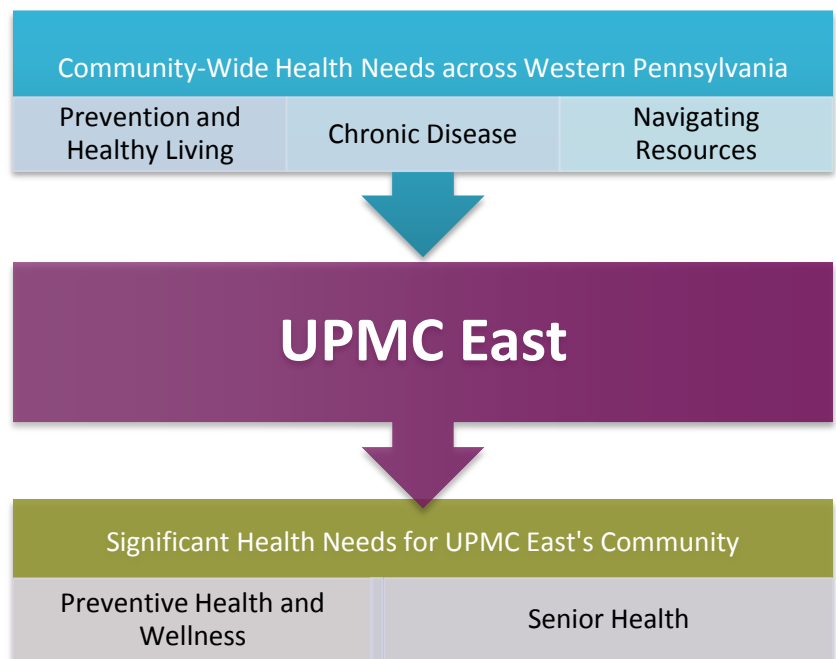 Community-Wide Health Needs across Western Pennsylvania
Prevention and
Healthy Living
Chronic Disease
Navigating
Resources
UPMC East
Significant Health Needs for UPMC East's Community
Preventive Health and
Wellness
Senior Health